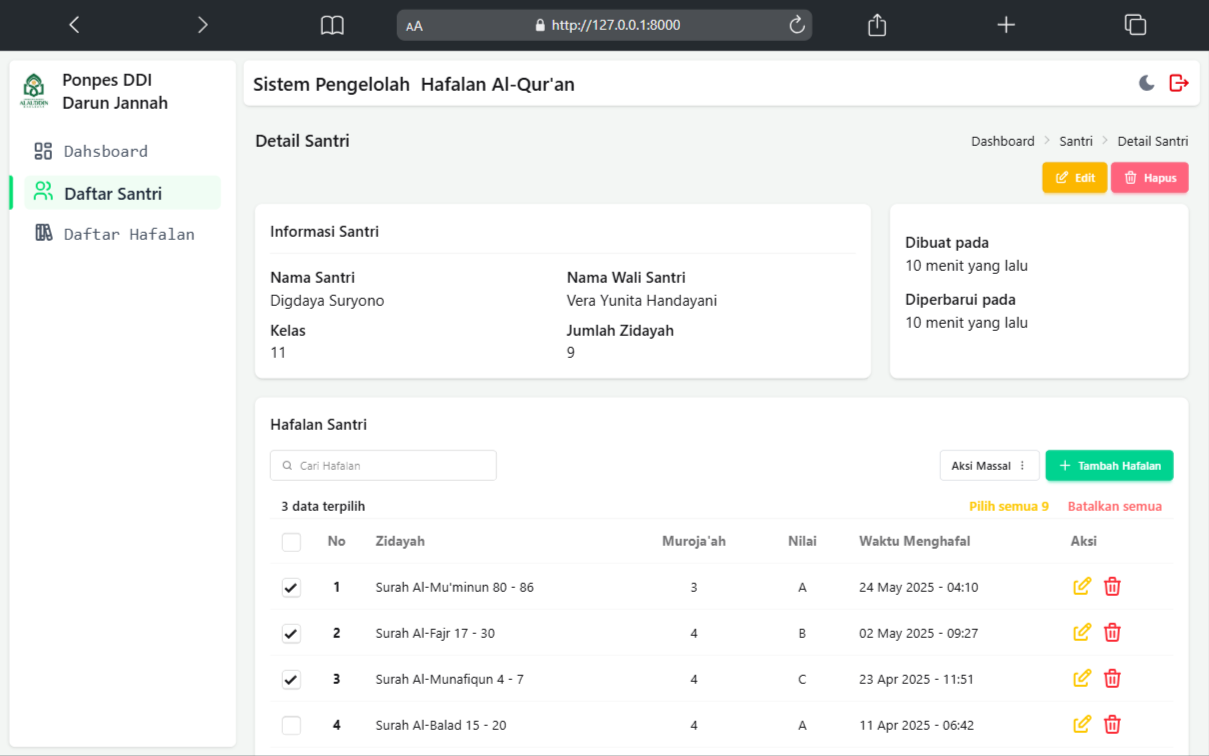 AA http://127.0.0.1:8000
Ponpes DDI
Darun Jannah
Sistem Pengelolah Hafalan Al-Qur'an
Dahsboard
Daftar Santri
Daftar Hafalan
Detail Santri
Dashboard > Santri > Detail Santri
Edit Hapus
Informasi Santri
Nama Santri Nama Wali Santri
Digdaya Suryono Vera Yunita Handayani
Kelas Jumlah Zidayah
11 9
Dibuat pada
10 menit yang lalu
Diperbarui pada
10 menit yang lalu
Hafalan Santri
Cari Hafalan Aksi Massal Tambah Hafalan
3 data terpilih Pilih semua 9 Batalkan semua
No Zidayah Muroja'ah Nilai Waktu Menghafal Aksi
1 Surah Al-Mu'minun 80 - 86 3 A 24 May 2025 - 04:10
2 Surah Al-Fajr 17 - 30 4 B 02 May 2025 - 09:27
3 Surah Al-Munafiqun 4 - 7 4 C 23 Apr 2025 - 11:51
4 Surah Al-Balad 15 - 20 4 A 11 Apr 2025 - 06:42